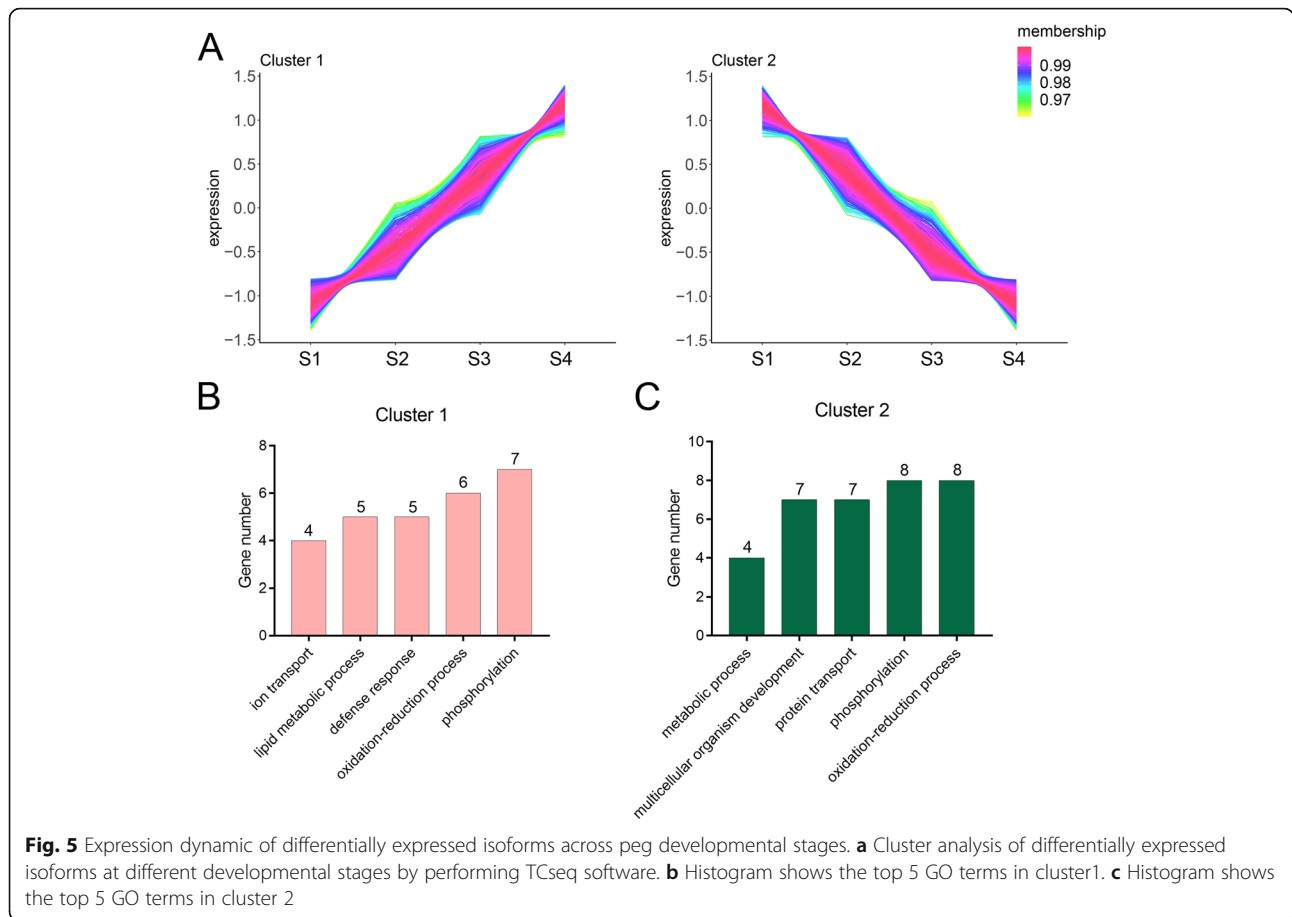 A
Cluster 1
1.5
1.0
0.5
0.0
−0.5
−1.0
−1.5
expression
S1 S2 S3 S4
Cluster 2
1.5
1.0
0.5
0.0
−0.5
−1.0
−1.5
expression
S1 S2 S3 S4
membership
0.99
0.98
0.97
B
Cluster 1
8
6
4
2
0
Gene number
4 5 5 6 7
ion transport
lipid metabolic process
defense response
oxidation-reduction process
phosphorylation
C
Cluster 2
10
8
6
4
2
0
Gene number
4 7 7 8 8
metabolic process
multicellular organism development
protein transport
phosphorylation
oxidation-reduction process
Fig. 5 Expression dynamic of differentially expressed isoforms across peg developmental stages. a Cluster analysis of differentially expressed
isoforms at different developmental stages by performing TCseq software. b Histogram shows the top 5 GO terms in cluster1. c Histogram shows
the top 5 GO terms in cluster 2